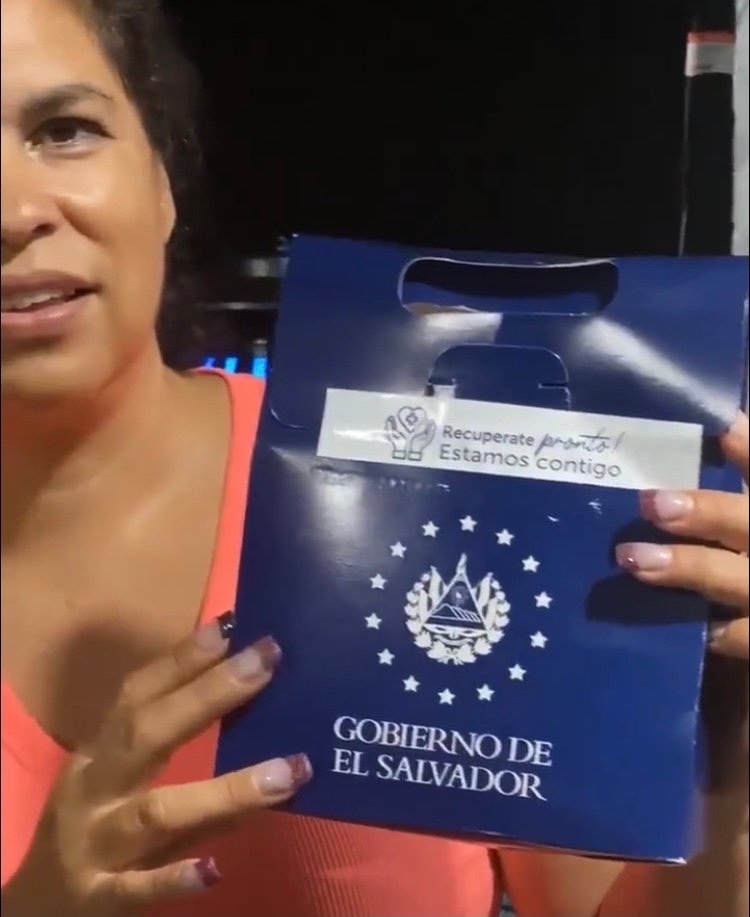 Recuperate pronto!
Estamos contigo
GOBIERNO DE
EL SALVADOR